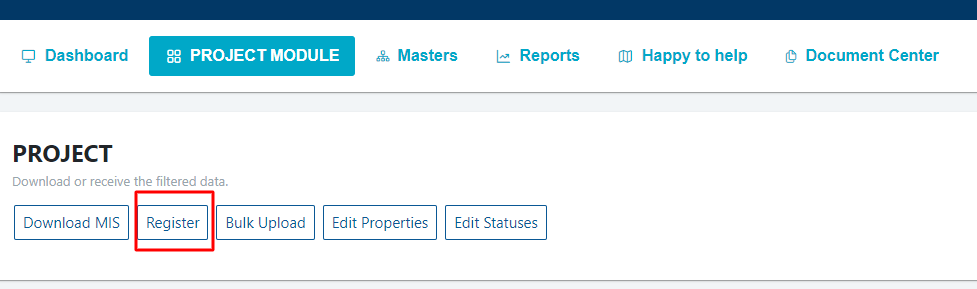 Dashboard PROJECT MODULE Masters Reports Happy to help Document Center
PROJECT
Download or receive the filtered data.
Download MIS Register Bulk Upload Edit Properties Edit Statuses